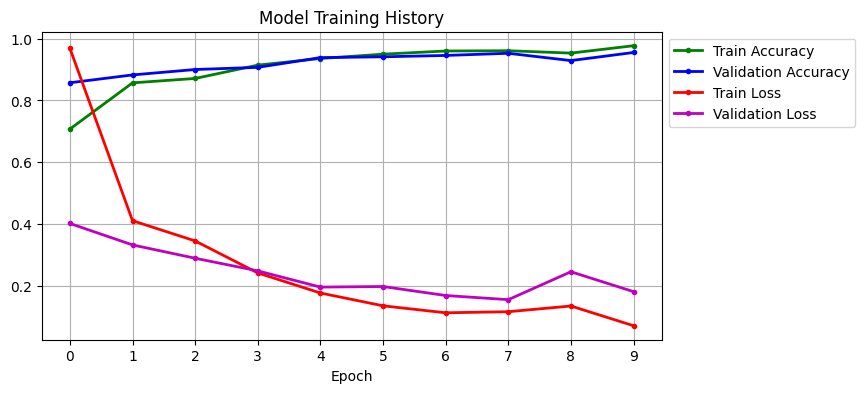 Model Training History
1.0
0.8
0.6
0.4
0.2
0 1 2 3 4 5 6 7 8 9
Epoch
Train Accuracy
Validation Accuracy
Train Loss
Validation Loss